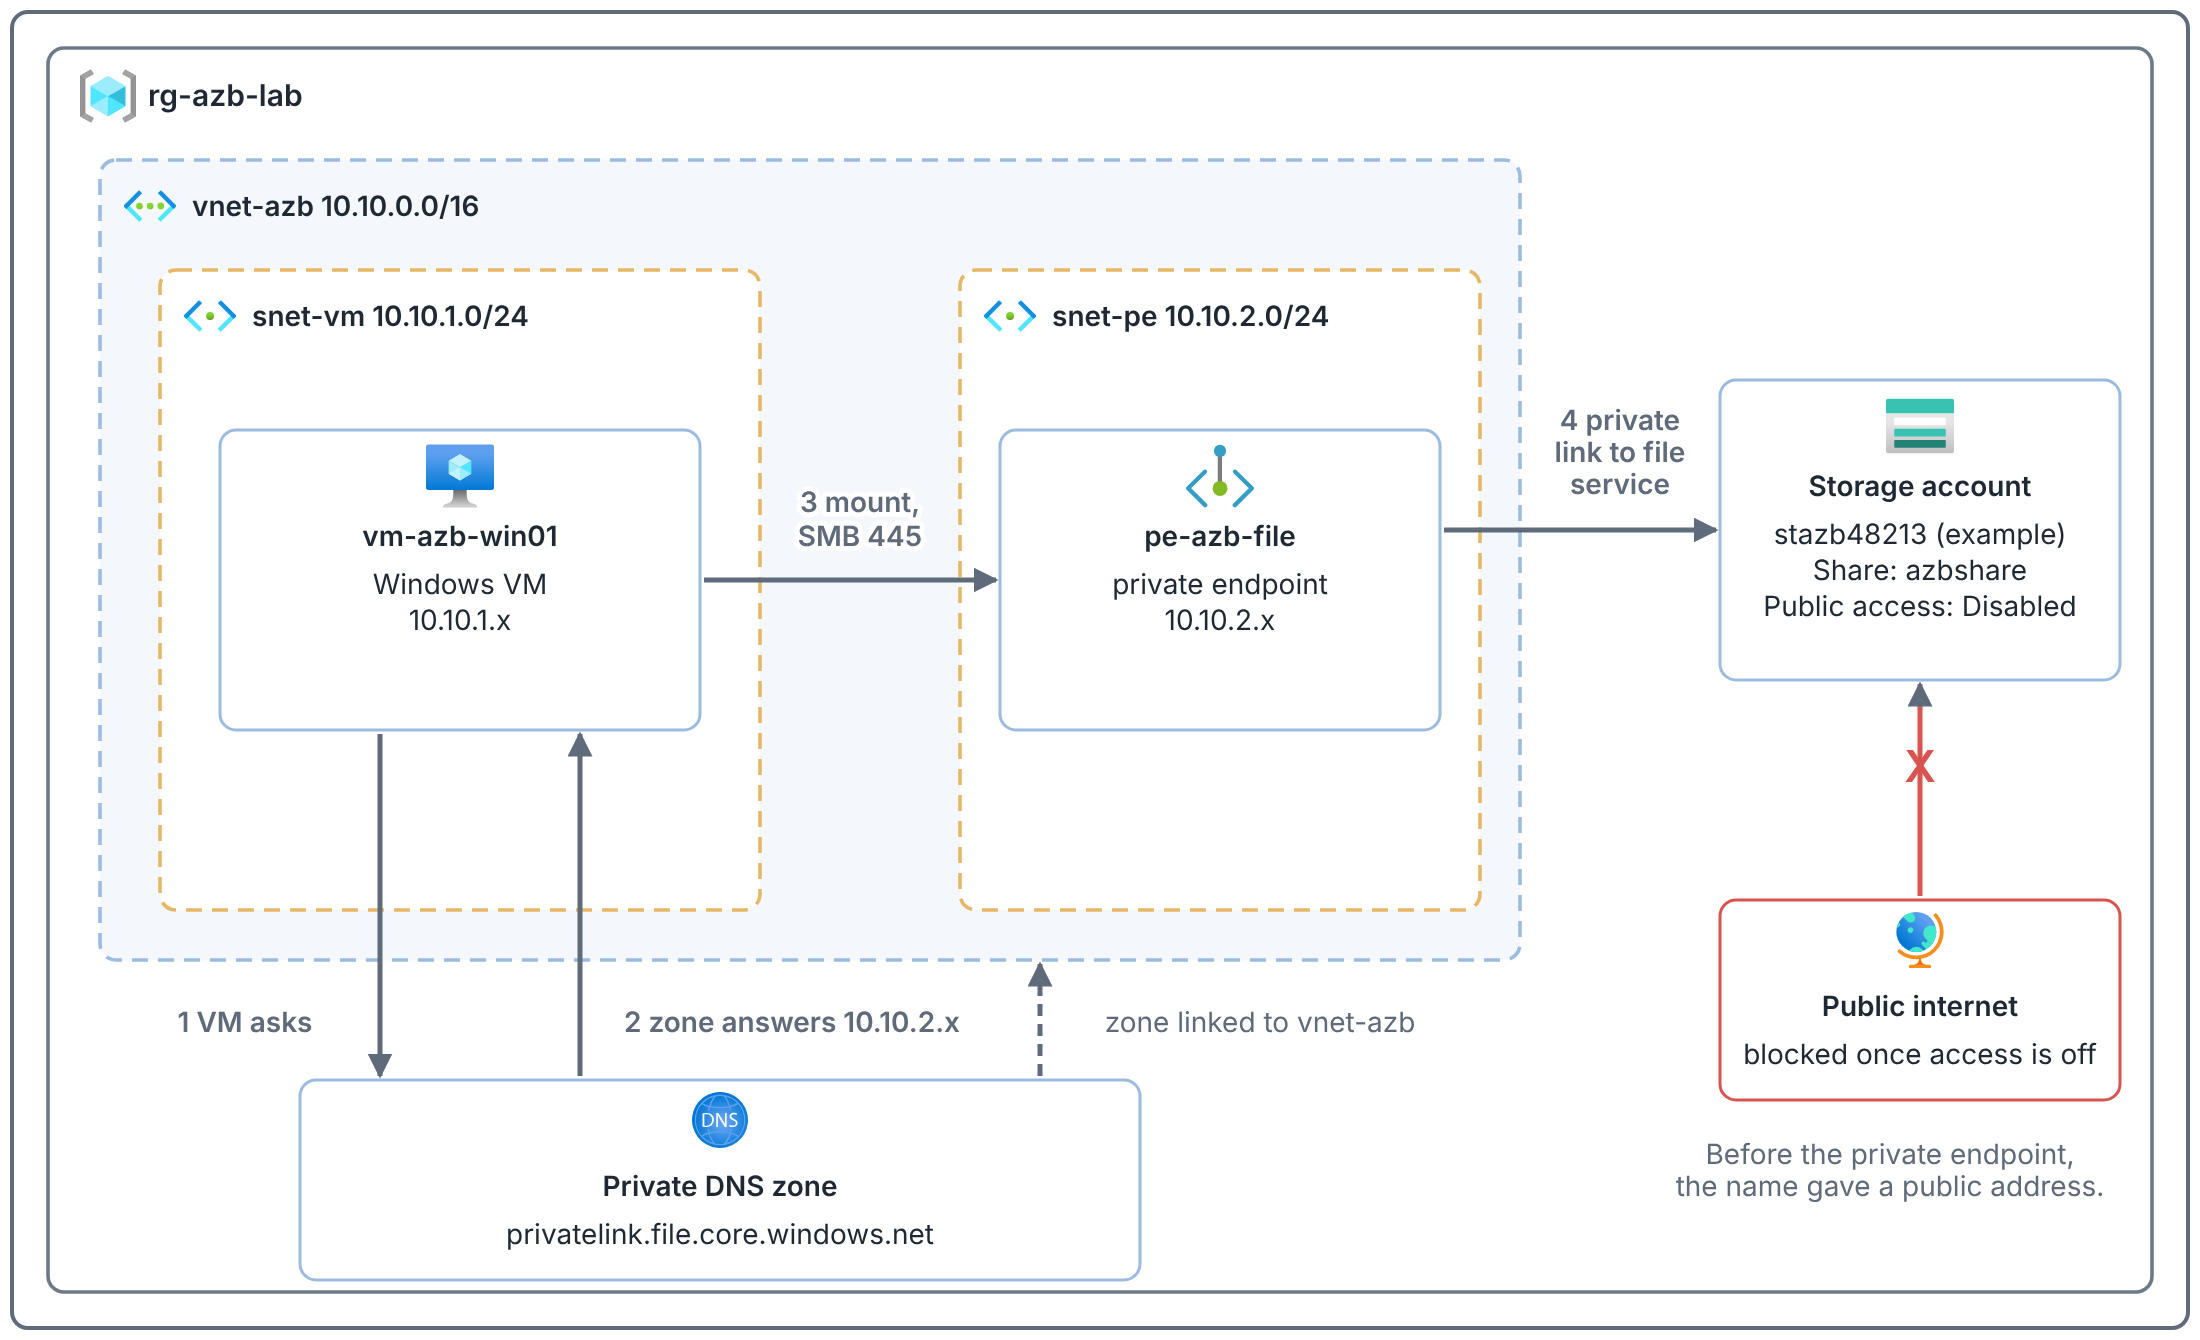 rg-azb-lab
vnet-azb 10.10.0.0/16
snet-vm 10.10.1.0/24
snet-pe 10.10.2.0/24
vm-azb-win01
Windows VM
10.10.1.x
3 mount,
SMB 445
pe-azb-file
private endpoint
10.10.2.x
4 private
link to file
service
Storage account
stazb48213 (example)
Share: azbshare
Public access: Disabled
X
1 VM asks
2 zone answers 10.10.2.x
zone linked to vnet-azb
DNS
Private DNS zone
privatelink.file.core.windows.net
Public internet
blocked once access is off
Before the private endpoint,
the name gave a public address.